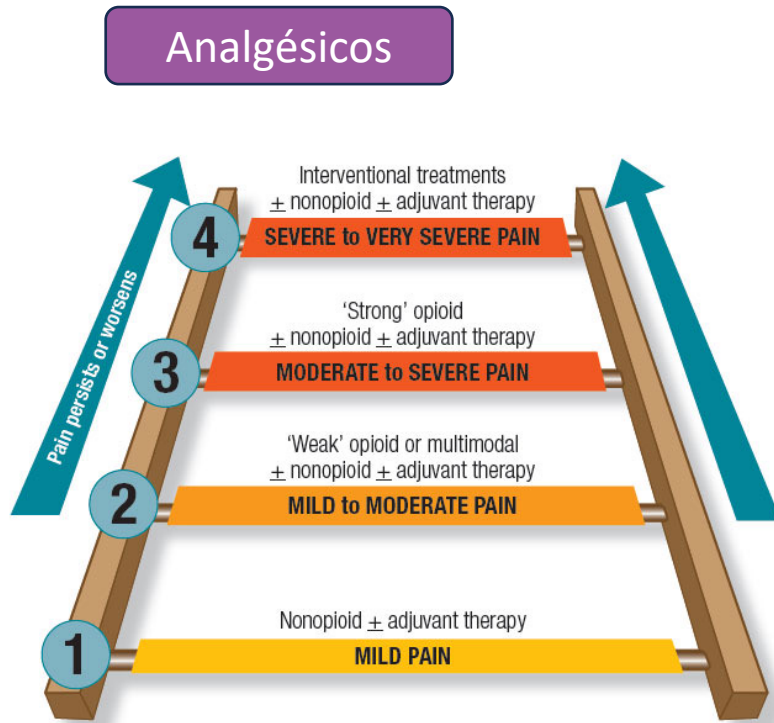 Analgésicos
Interventional treatments
± nonopioid ± adjuvant therapy
4
SEVERE to VERY SEVERE PAIN
'Strong' opioid
± nonopioid ± adjuvant therapy
3
MODERATE to SEVERE PAIN
Pain persists or worsens
'Weak' opioid or multimodal
± nonopioid ± adjuvant therapy
2
MILD to MODERATE PAIN
Nonopioid ± adjuvant therapy
1
MILD PAIN